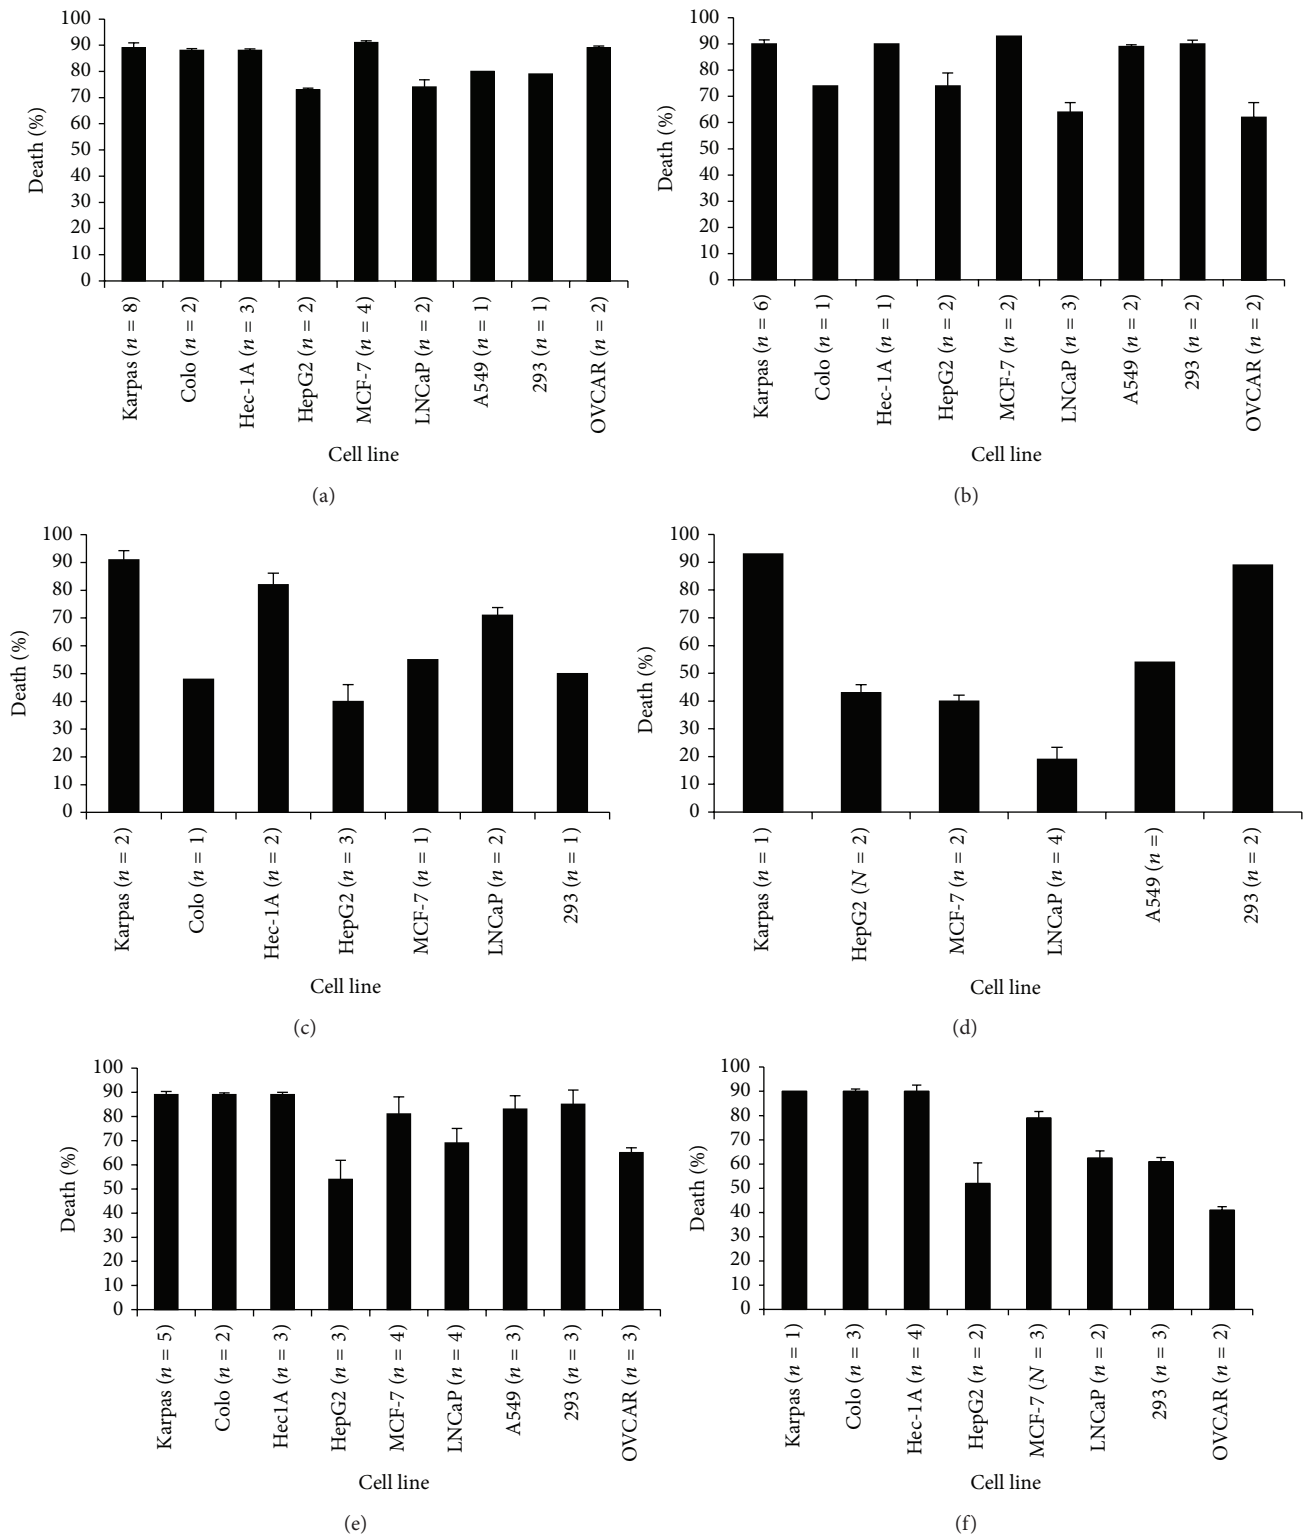 100
90
80
70
60
50
40
30
20
10
0
Death (%)
Karpas (n = 8)
Colo (n = 2)
Hec-1A (n = 3)
HepG2 (n = 2)
MCF-7 (n = 4)
LNCaP (n = 2)
A549 (n = 1)
293 (n = 1)
OVCAR (n = 2)
Cell line
(a)
100
90
80
70
60
50
40
30
20
10
0
Death (%)
Karpas (n = 6)
Colo (n = 1)
Hec-1A (n = 1)
HepG2 (n = 2)
MCF-7 (n = 2)
LNCaP (n = 3)
A549 (n = 2)
293 (n = 2)
OVCAR (n = 2)
Cell line
(b)
100
90
80
70
60
50
40
30
20
10
0
Death (%)
Karpas (n = 2)
Colo (n = 1)
Hec-1A (n = 2)
HepG2 (n = 3)
MCF-7 (n = 1)
LNCaP (n = 2)
293 (n = 1)
Cell line
(c)
100
90
80
70
60
50
40
30
20
10
0
Death (%)
Karpas (n = 1)
HepG2 (N = 2)
MCF-7 (n = 2)
LNCaP (n = 4)
A549 (n =)
293 (n = 2)
Cell line
(d)
100
90
80
70
60
50
40
30
20
10
0
Death (%)
Karpas (n = 5)
Colo (n = 2)
Hec1A (n = 3)
HepG2 (n = 3)
MCF-7 (n = 4)
LNCaP (n = 4)
A549 (n = 3)
293 (n = 3)
OVCAR (n = 3)
Cell line
(e)
100
90
80
70
60
50
40
30
20
10
0
Death (%)
Karpas (n = 1)
Colo (n = 3)
Hec-1A (n = 4)
HepG2 (n = 2)
MCF-7 (N = 3)
LNCaP (n = 2)
293 (n = 3)
OVCAR (n = 2)
Cell line
(f)